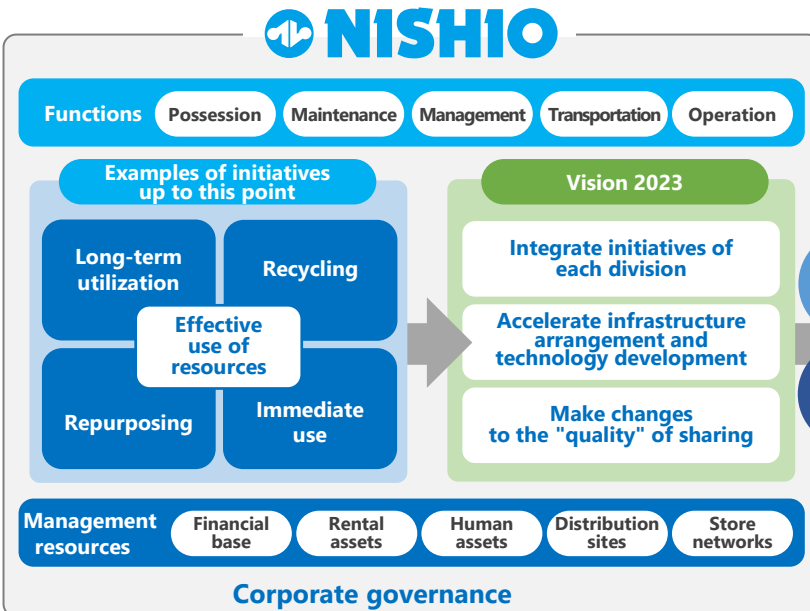 NISHIO
Functions
Possession
Maintenance
Management
Transportation
Operation
Examples of initiatives
up to this point
Long-term
utilization
Recycling
Effective
use of
resources
Repurposing
Immediate
use
Vision 2023
Integrate initiatives of
each division
Accelerate infrastructure
arrangement and
technology development
Make changes
to the "quality" of sharing
Management
resources
Financial
base
Rental
assets
Human
assets
Distribution
sites
Store
networks
Corporate governance